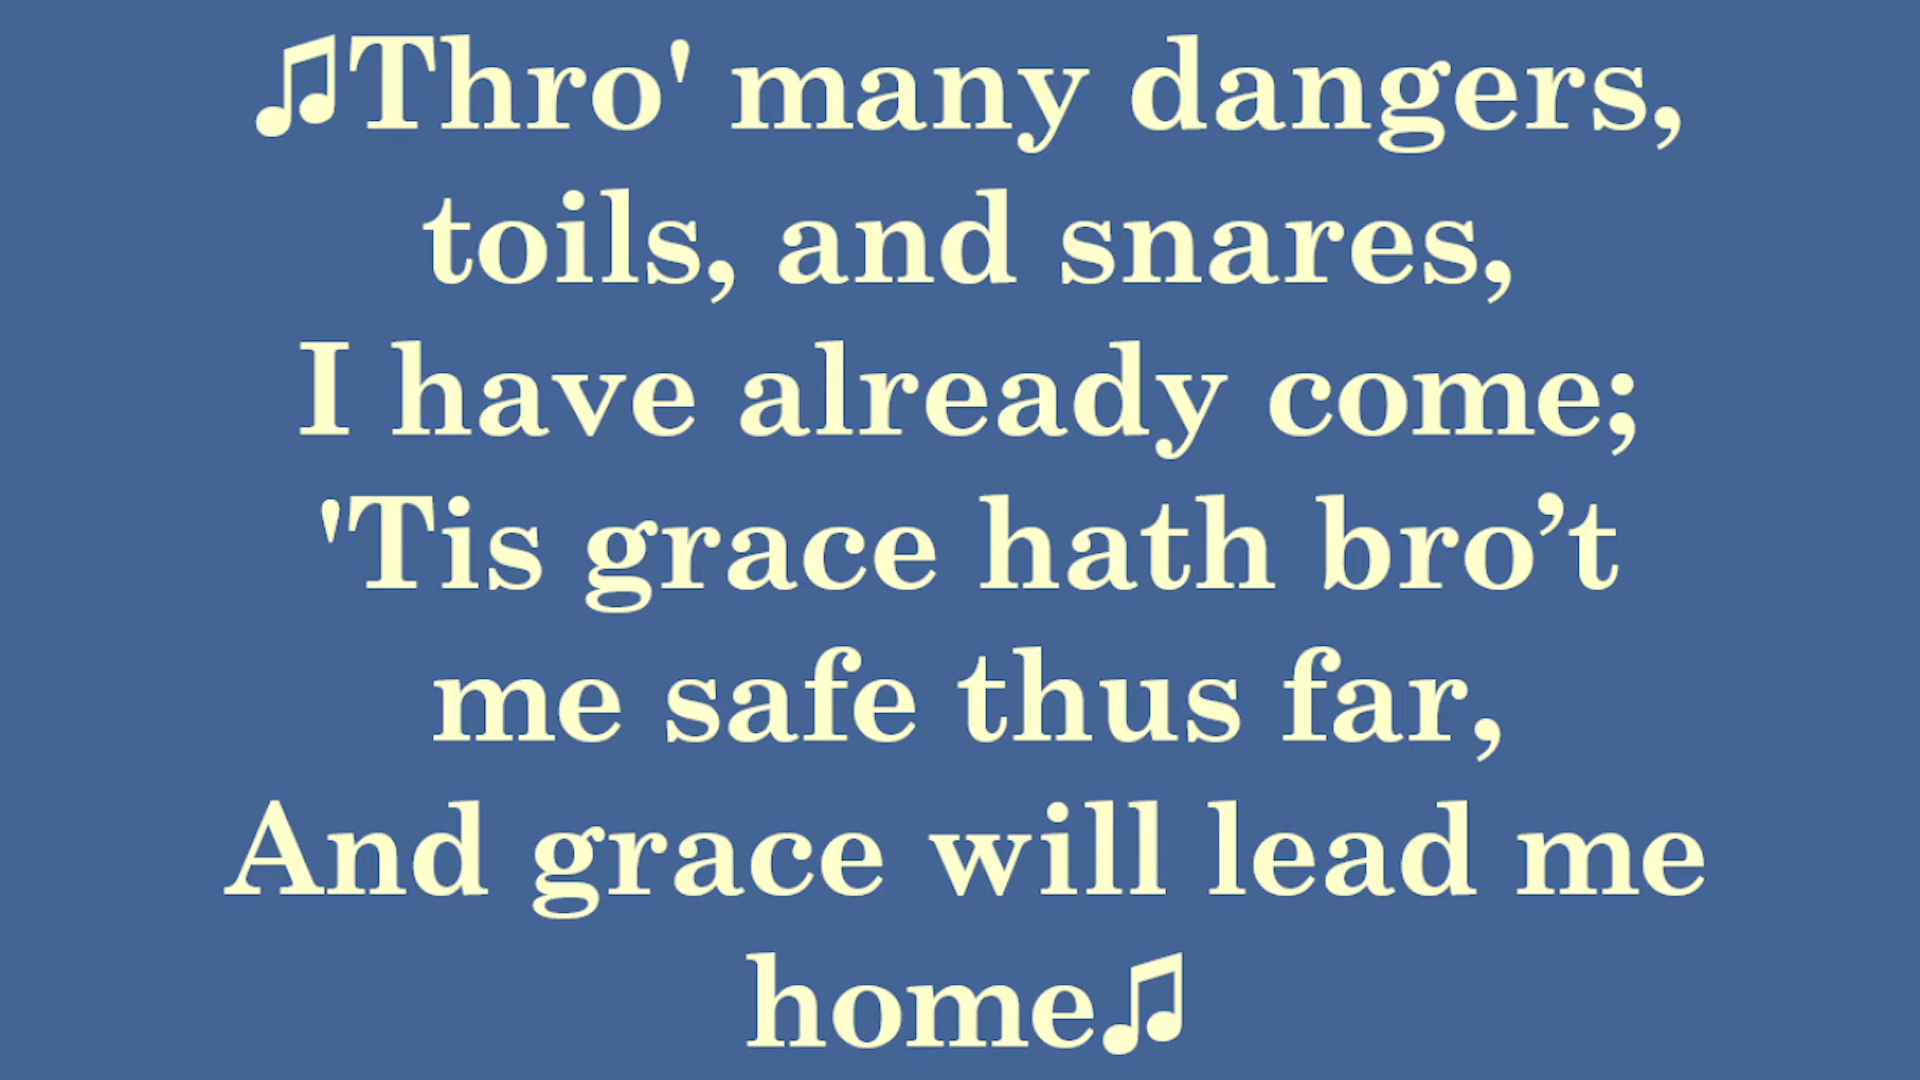 ♫Thro' many dangers,
toils, and snares,
I have already come;
'Tis grace hath bro’t
me safe thus far,
And grace will lead me
home♫